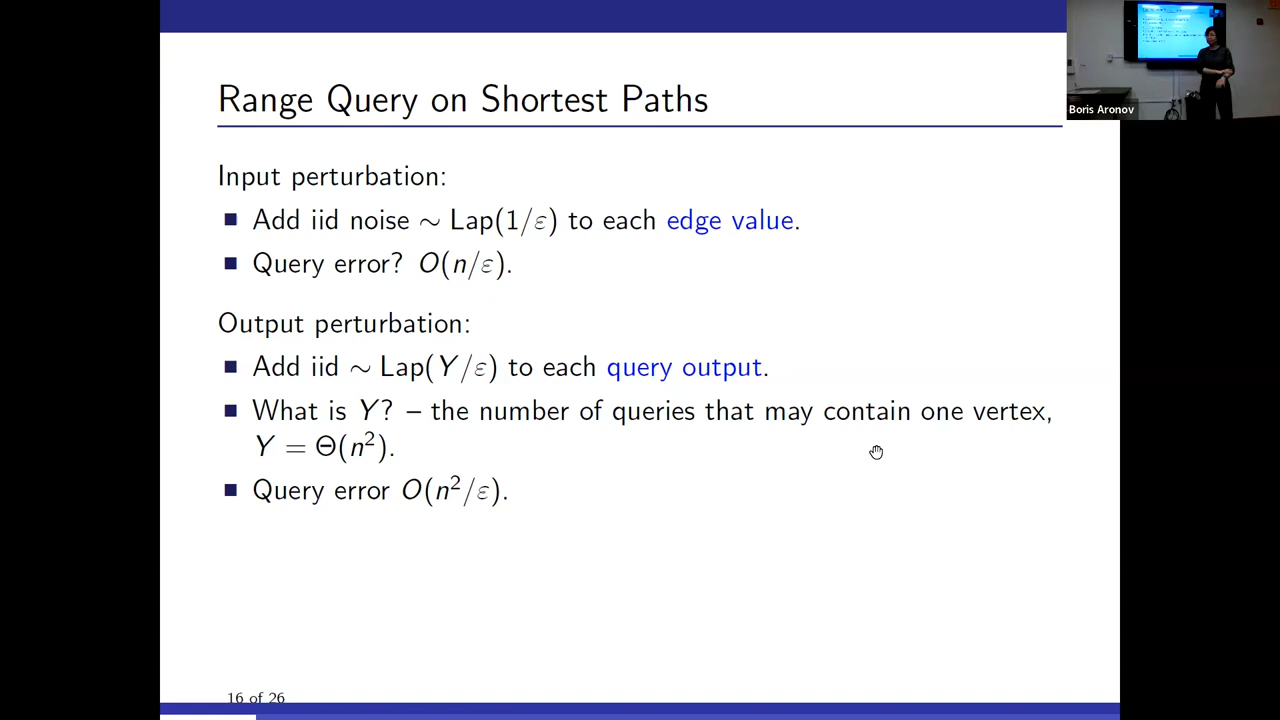 Range Query on Shortest Paths
Boris Aronov
Input perturbation:
Add iid noise ∼ Lap(1/ε) to each edge value.
Query error? O(n/ε).
Output perturbation:
Add iid ∼ Lap(Y/ε) to each query output.
What is Y? – the number of queries that may contain one vertex,
Y = Θ(n²).
Query error O(n²/ε).
16 of 26